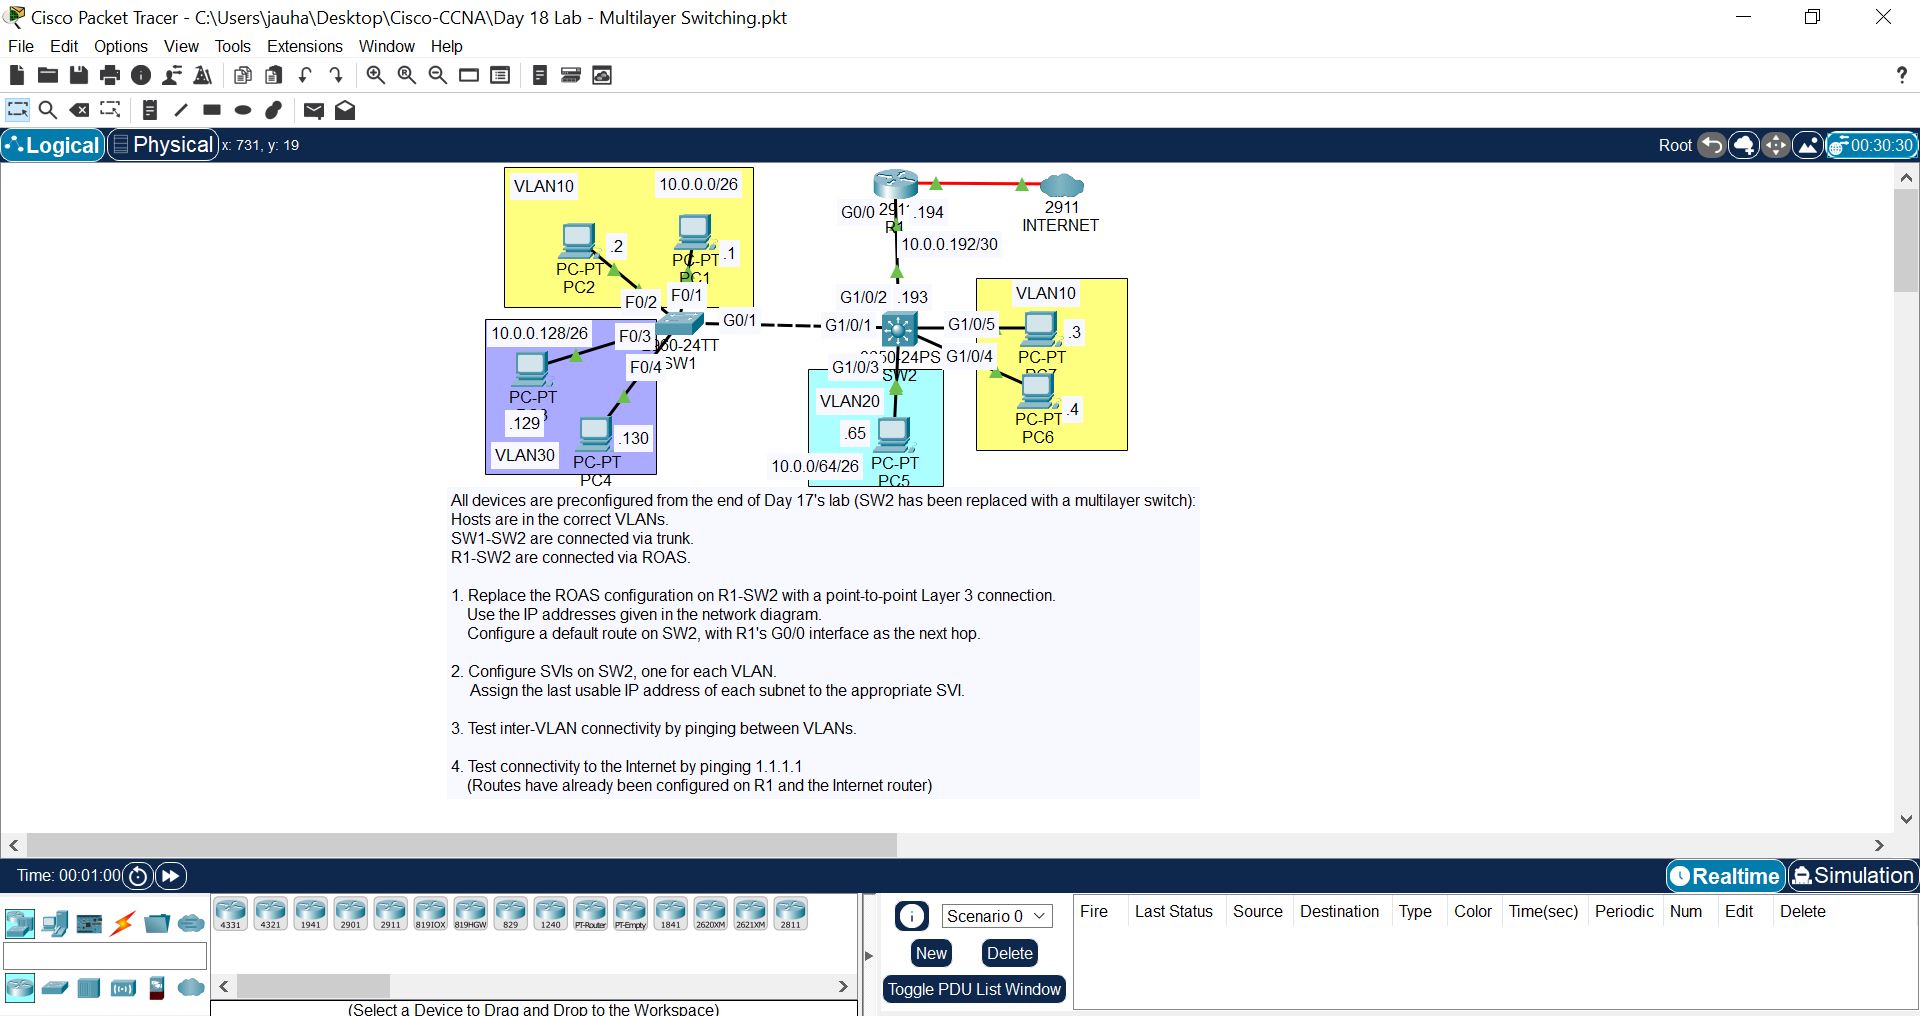 Cisco Packet Tracer - C:\Users\jauha\Desktop\Cisco-CCNA\Day 18 Lab - Multilayer Switching.pkt
File Edit Options View Tools Extensions Window Help
?
Logical Physical x: 731, y: 19 Root 00:30:30
VLAN10 10.0.0.0/26
.2 .1
PC-PT PC2
PC-PT PC1
F0/2 F0/1
10.0.0.128/26 F0/3
F0/4
G0/1
SW1
PC-PT
.129
.130
VLAN30
PC-PT
PC4
G0/0 .194
R1
2911
INTERNET
10.0.0.192/30
G1/0/2 .193
G1/0/1 G1/0/5
G1/0/3 G1/0/4
SW2
VLAN10
.3
PC-PT
.4
PC-PT
PC6
VLAN20
.65
10.0.0/64/26 PC-PT
PC5
All devices are preconfigured from the end of Day 17's lab (SW2 has been replaced with a multilayer switch):
Hosts are in the correct VLANs.
SW1-SW2 are connected via trunk.
R1-SW2 are connected via ROAS.
1. Replace the ROAS configuration on R1-SW2 with a point-to-point Layer 3 connection.
Use the IP addresses given in the network diagram.
Configure a default route on SW2, with R1's G0/0 interface as the next hop.
2. Configure SVIs on SW2, one for each VLAN.
Assign the last usable IP address of each subnet to the appropriate SVI.
3. Test inter-VLAN connectivity by pinging between VLANs.
4. Test connectivity to the Internet by pinging 1.1.1.1
(Routes have already been configured on R1 and the Internet router)
Time: 00:01:00 Realtime Simulation
4331 4321 1941 2901 2911 819IOX 819HGW 829 1240 PT-Router PT-Empty 1841 2620XM 2621XM 2811
(Select a Device to Drag and Drop to the Workspace)
Scenario 0
New Delete
Toggle PDU List Window
Fire Last Status Source Destination Type Color Time(sec) Periodic Num Edit Delete